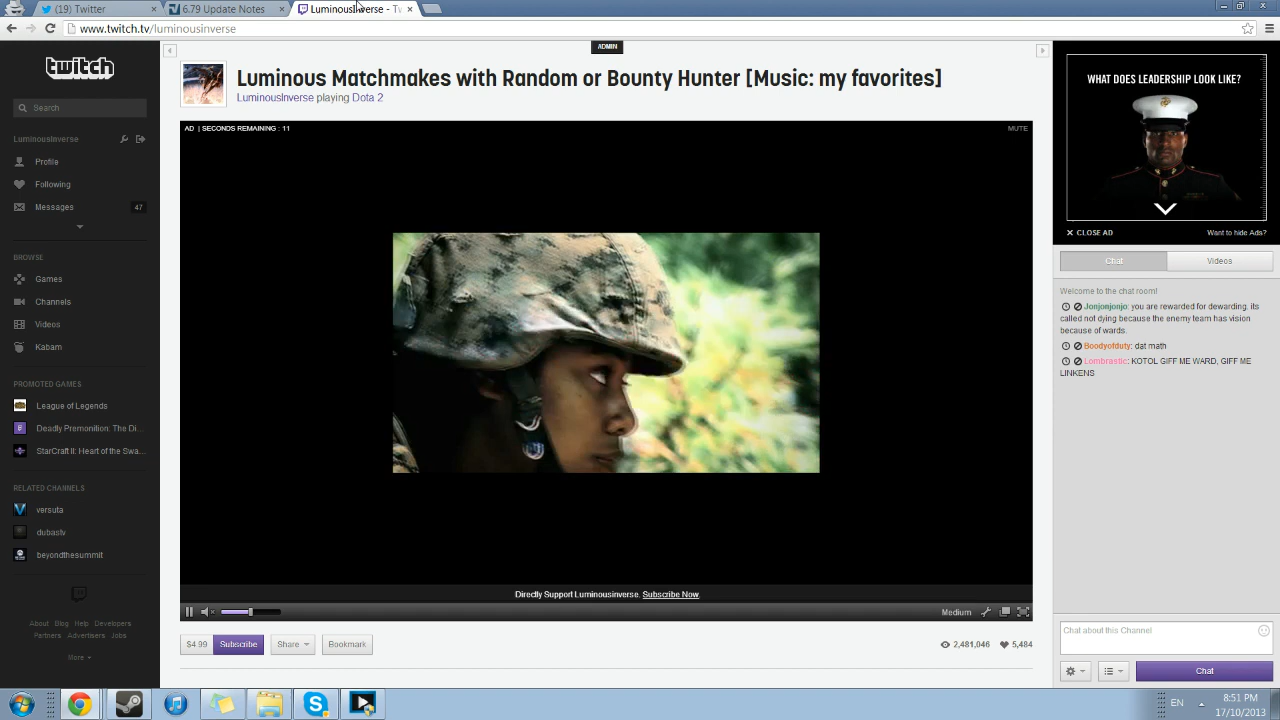 (19) Twitter
6.79 Update Notes
LuminousInverse - Tw
www.twitch.tv/luminousinverse
twitch
Search
LuminousInverse
Profile
Following
Messages 47
BROWSE
Games
Channels
Videos
Kabam
PROMOTED GAMES
League of Legends
Deadly Premonition: The Di...
StarCraft II: Heart of the Swa...
RELATED CHANNELS
versuta
dubastv
beyondthesummit
About Blog Help Developers
Partners Advertisers Jobs
More
ADMIN
Luminous Matchmakes with Random or Bounty Hunter [Music: my favorites]
LuminousInverse playing Dota 2
AD | SECONDS REMAINING : 11
MUTE
Directly Support Luminousinverse. Subscribe Now.
Medium
$4.99 Subscribe Share Bookmark
2,481,046 5,484
WHAT DOES LEADERSHIP LOOK LIKE?
CLOSE AD Want to hide Ads?
Chat Videos
Welcome to the chat room!
Jonjonjonjo: you are rewarded for dewarding. its
called not dying because the enemy team has vision
because of wards.
Boodyofduty: dat math
Lombrastic: KOTOL GIFF ME WARD, GIFF ME
LINKENS
Chat about this Channel
Chat
EN
8:51 PM
17/10/2013